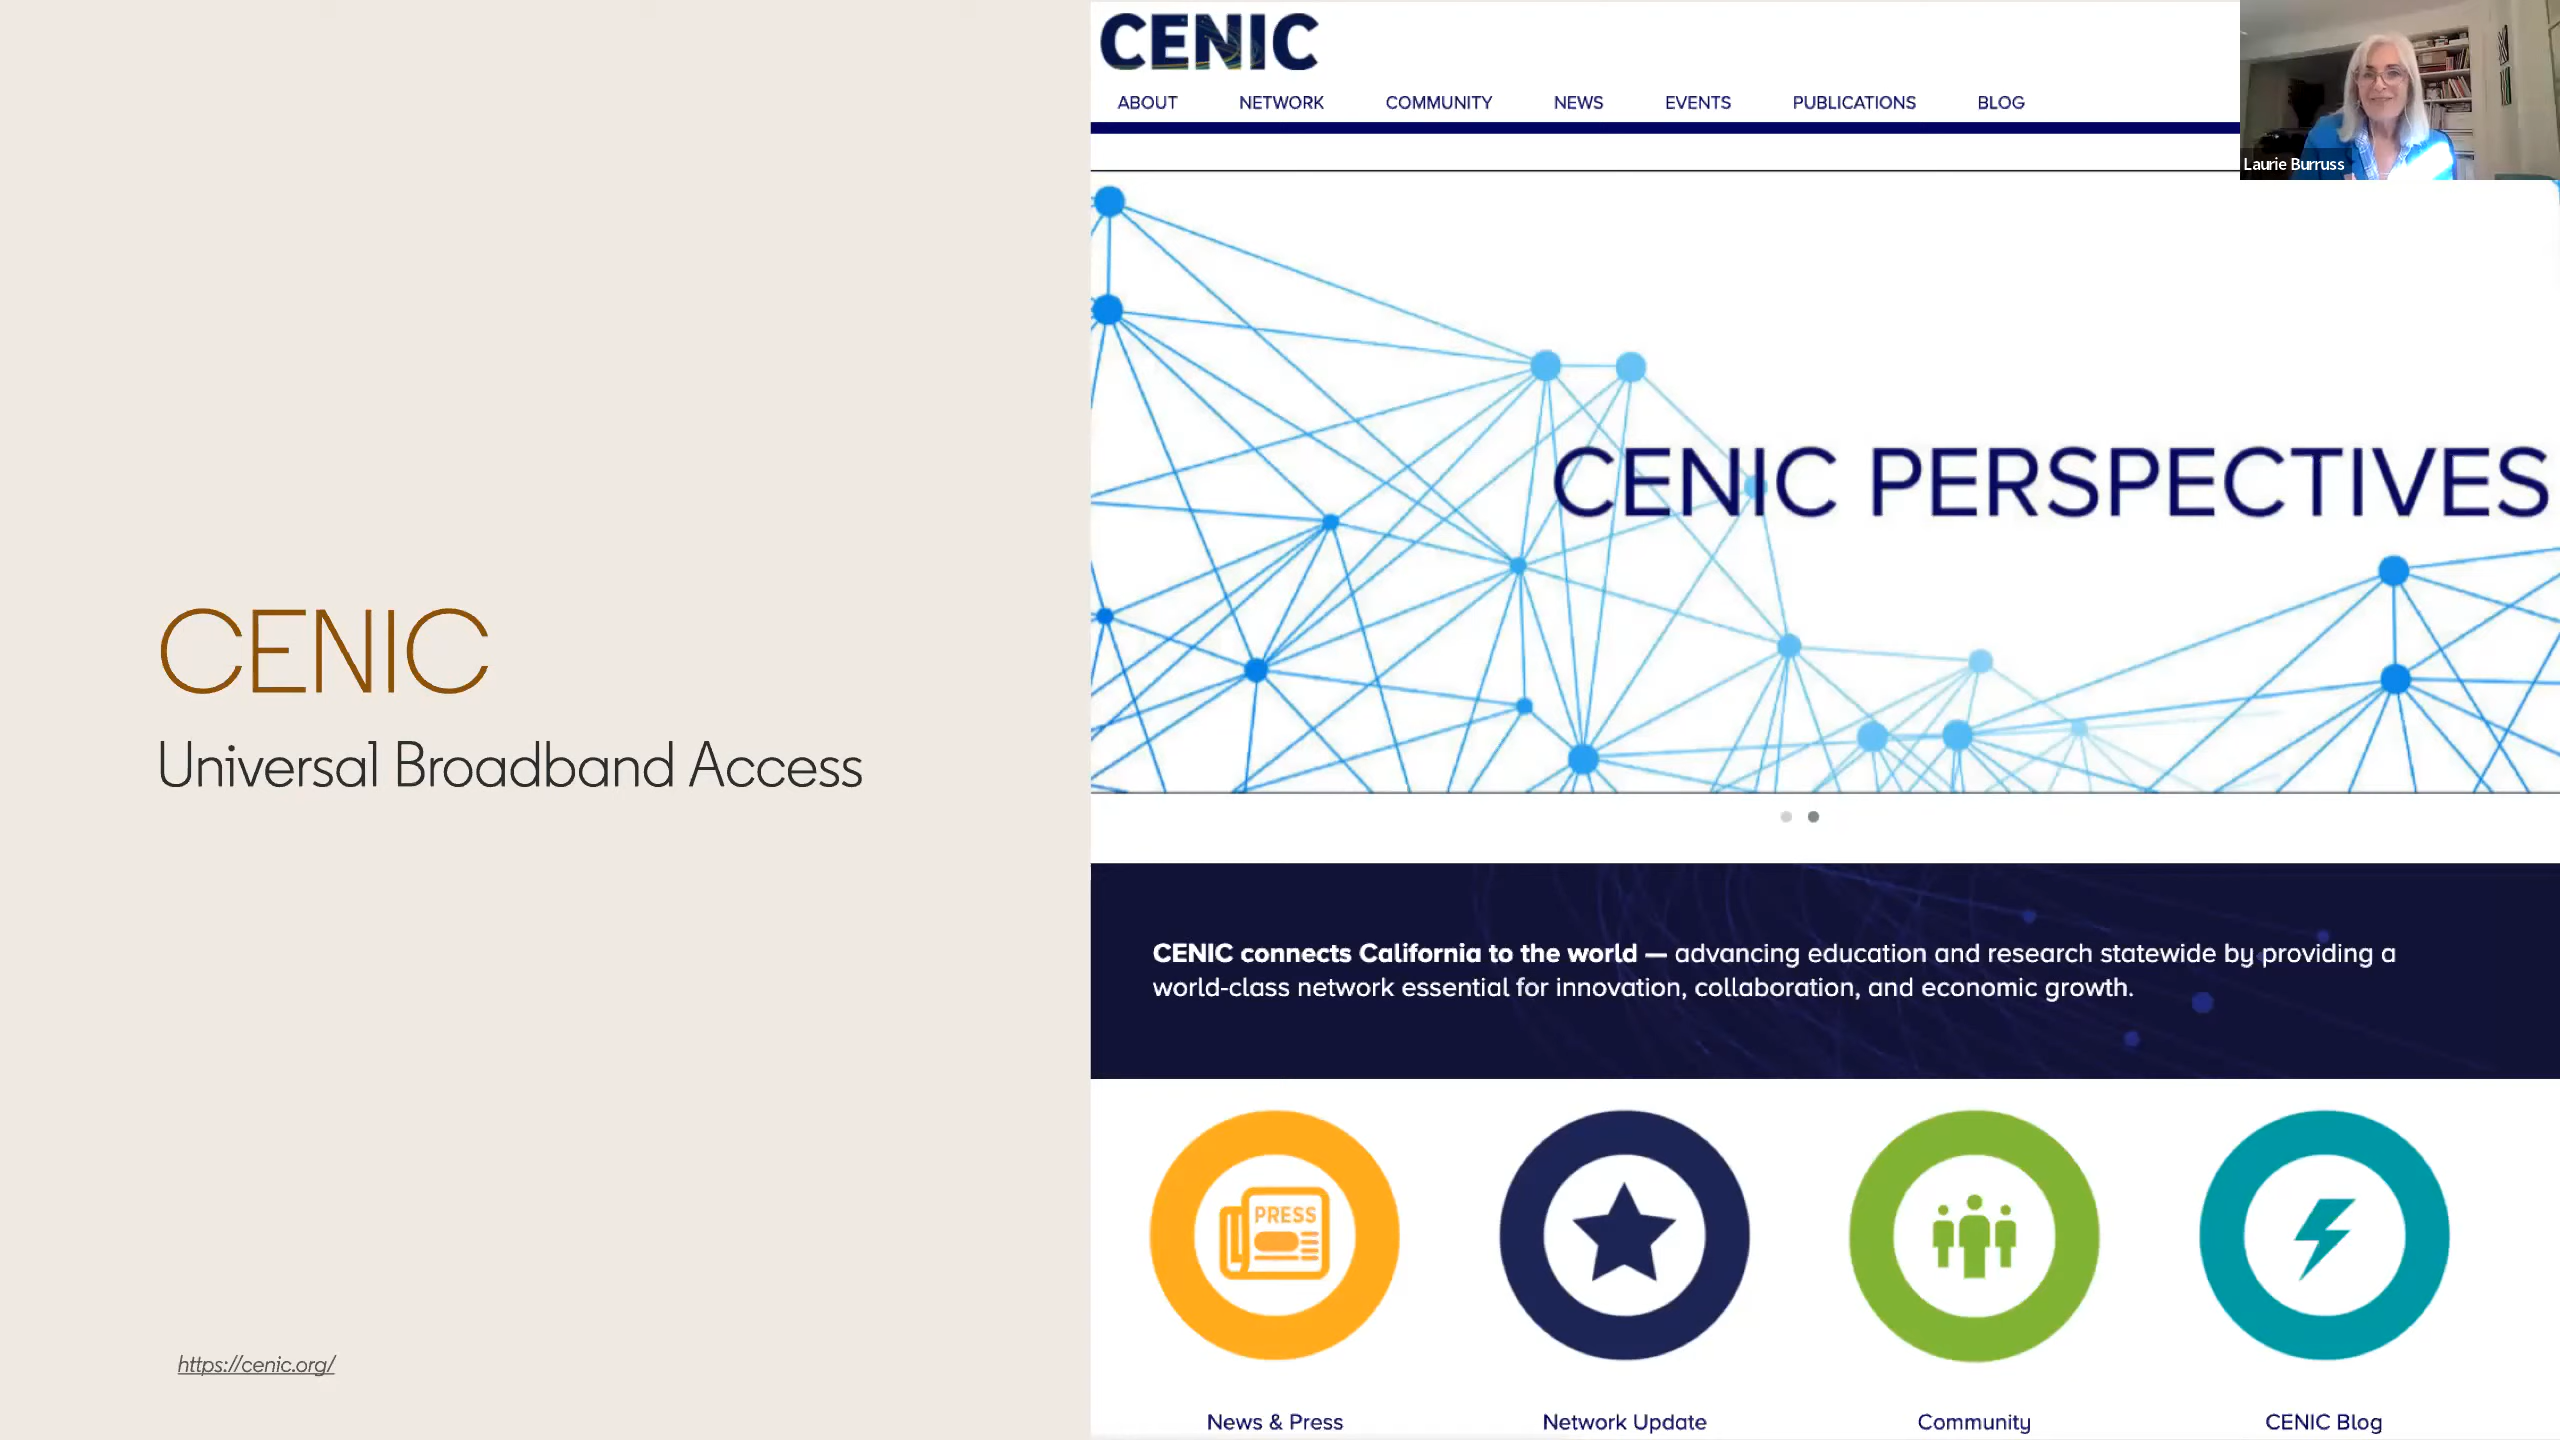 CENIC
Universal Broadband Access
https://cenic.org/
CENIC
ABOUT NETWORK COMMUNITY NEWS EVENTS PUBLICATIONS BLOG
Laurie Burruss
CENIC PERSPECTIVES
CENIC connects California to the world — advancing education and research statewide by providing a
world-class network essential for innovation, collaboration, and economic growth.
PRESS
News & Press Network Update Community CENIC Blog